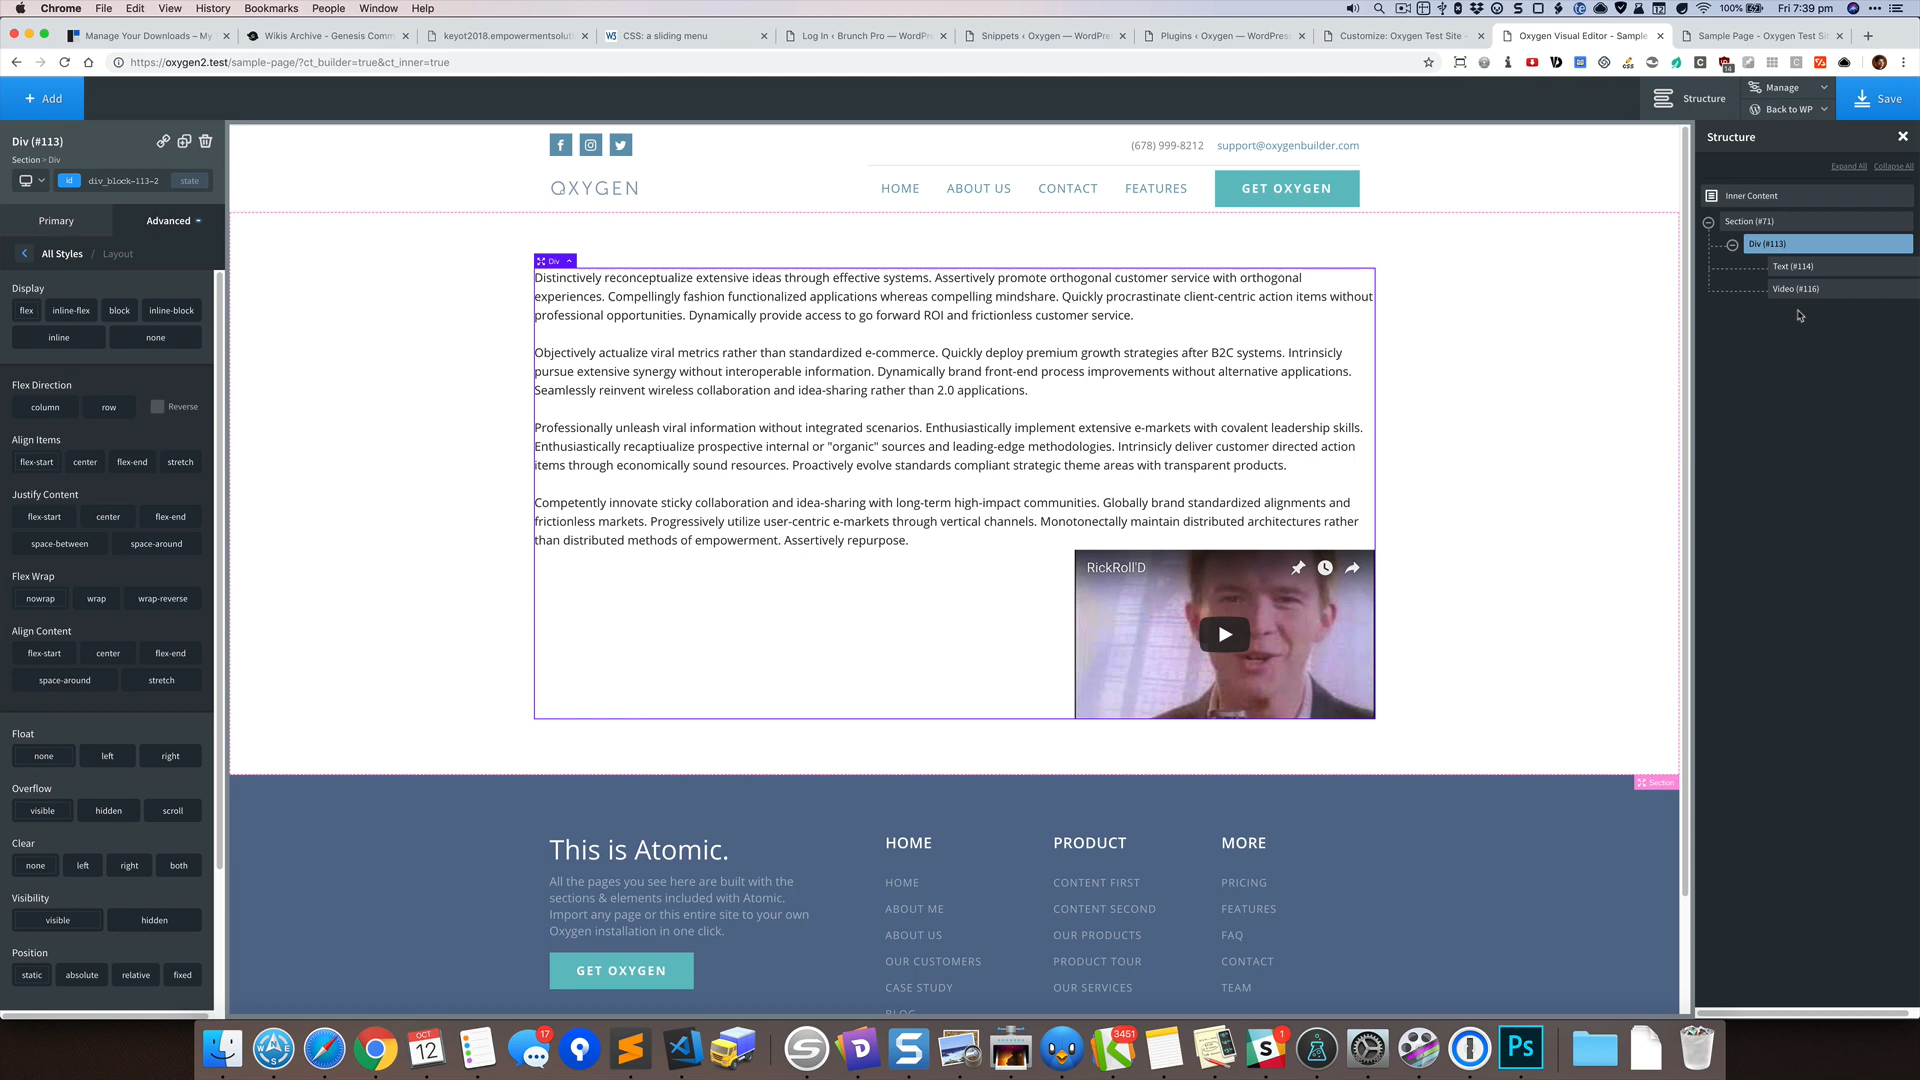 Chrome File Edit View History Bookmarks People Window Help
100% Fri 7:39 pm
Manage Your Downloads – My
Wikis Archive - Genesis Comm
keyot2018.empowermentsoluti
CSS: a sliding menu
Log In ‹ Brunch Pro — WordPr
Snippets ‹ Oxygen — WordPre
Plugins ‹ Oxygen — WordPress
Customize: Oxygen Test Site –
Oxygen Visual Editor - Sample
Sample Page - Oxygen Test Sit
https://oxygen2.test/sample-page/?ct_builder=true&ct_inner=true
+ Add
Structure
Manage
Back to WP
Save
Div (#113)
Section > Div
id div_block-113-2 state
Primary
Advanced
All Styles / Layout
Display
flex inline-flex block inline-block
inline none
Flex Direction
column row Reverse
Align Items
flex-start center flex-end stretch
Justify Content
flex-start center flex-end
space-between space-around
Flex Wrap
nowrap wrap wrap-reverse
Align Content
flex-start center flex-end
space-around stretch
Float
none left right
Overflow
visible hidden scroll
Clear
none left right both
Visibility
visible hidden
Position
static absolute relative fixed
(678) 999-8212 support@oxygenbuilder.com
OXYGEN
HOME ABOUT US CONTACT FEATURES GET OXYGEN
Div
Distinctively reconceptualize extensive ideas through effective systems. Assertively promote orthogonal customer service with orthogonal
experiences. Compellingly fashion functionalized applications whereas compelling mindshare. Quickly procrastinate client-centric action items without
professional opportunities. Dynamically provide access to go forward ROI and frictionless customer service.
Objectively actualize viral metrics rather than standardized e-commerce. Quickly deploy premium growth strategies after B2C systems. Intrinsicly
pursue extensive synergy without interoperable information. Dynamically brand front-end process improvements without alternative applications.
Seamlessly reinvent wireless collaboration and idea-sharing rather than 2.0 applications.
Professionally unleash viral information without integrated scenarios. Enthusiastically implement extensive e-markets with covalent leadership skills.
Enthusiastically recaptiualize prospective internal or "organic" sources and leading-edge methodologies. Intrinsicly deliver customer directed action
items through economically sound resources. Proactively evolve standards compliant strategic theme areas with transparent products.
Competently innovate sticky collaboration and idea-sharing with long-term high-impact communities. Globally brand standardized alignments and
frictionless markets. Progressively utilize user-centric e-markets through vertical channels. Monotonectally maintain distributed architectures rather
than distributed methods of empowerment. Assertively repurpose.
RickRoll'D
Section
This is Atomic.
All the pages you see here are built with the
sections & elements included with Atomic.
Import any page or this entire site to your own
Oxygen installation in one click.
GET OXYGEN
HOME
HOME
ABOUT ME
ABOUT US
OUR CUSTOMERS
CASE STUDY
BLOG
PRODUCT
CONTENT FIRST
CONTENT SECOND
OUR PRODUCTS
PRODUCT TOUR
OUR SERVICES
MORE
PRICING
FEATURES
FAQ
CONTACT
TEAM
Structure
Expand All Collapse All
Inner Content
Section (#71)
Div (#113)
Text (#114)
Video (#116)
OCT
12
17
3451
1
Ps